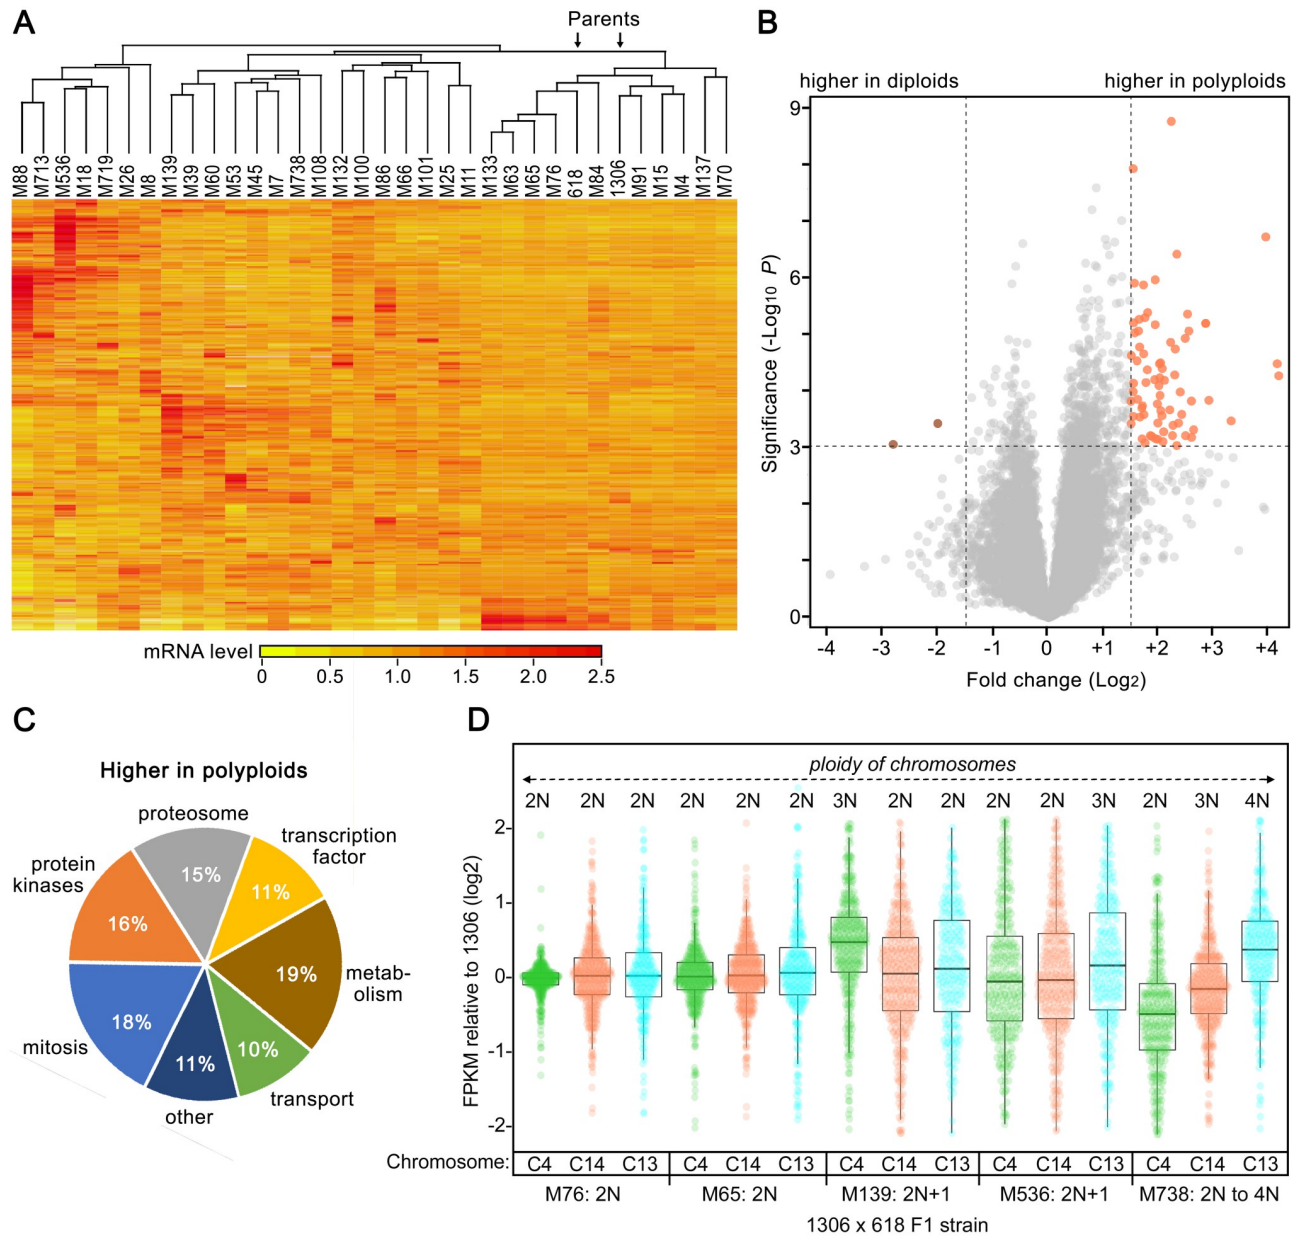 A
Parents
M88 M713 M536 M18 M719 M26 M8 M139 M39 M60 M53 M45 M7 M738 M108 M132 M100 M86 M66 M101 M25 M11 M133 M63 M65 M76 618 M84 1306 M91 M15 M4 M137 M70
mRNA level
0 0.5 1.0 1.5 2.0 2.5
B
higher in diploids higher in polyploids
Significance (-Log10 P)
9
6
3
0
-4 -3 -2 -1 0 +1 +2 +3 +4
Fold change (Log2)
C
Higher in polyploids
proteosome
transcription
factor
protein
kinases
15%
11%
16%
19%
metab-
olism
18%
mitosis
11%
10%
transport
other
D
ploidy of chromosomes
2N 2N 2N 2N 2N 2N 3N 2N 2N 2N 2N 3N 2N 3N 4N
FPKM relative to 1306 (log2)
2
1
0
-1
-2
Chromosome: C4 C14 C13 C4 C14 C13 C4 C14 C13 C4 C14 C13 C4 C14 C13
M76: 2N M65: 2N M139: 2N+1 M536: 2N+1 M738: 2N to 4N
1306 x 618 F1 strain